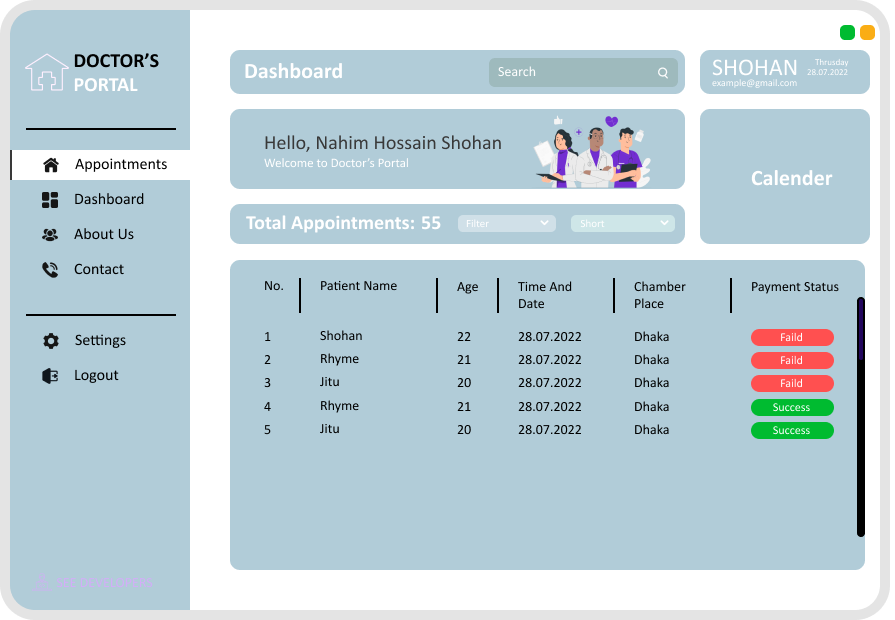 DOCTOR'S
PORTAL
Appointments
Dashboard
About Us
Contact
Settings
Logout
Dashboard
Search
SHOHAN
Thrusday
28.07.2022
example@gmail.com
Hello, Nahim Hossain Shohan
Welcome to Doctor's Portal
Calender
Total Appointments: 55
Filter
Short
No. Patient Name Age Time And Date Chamber Place Payment Status
1 Shohan 22 28.07.2022 Dhaka Faild
2 Rhyme 21 28.07.2022 Dhaka Faild
3 Jitu 20 28.07.2022 Dhaka Faild
4 Rhyme 21 28.07.2022 Dhaka Success
5 Jitu 20 28.07.2022 Dhaka Success